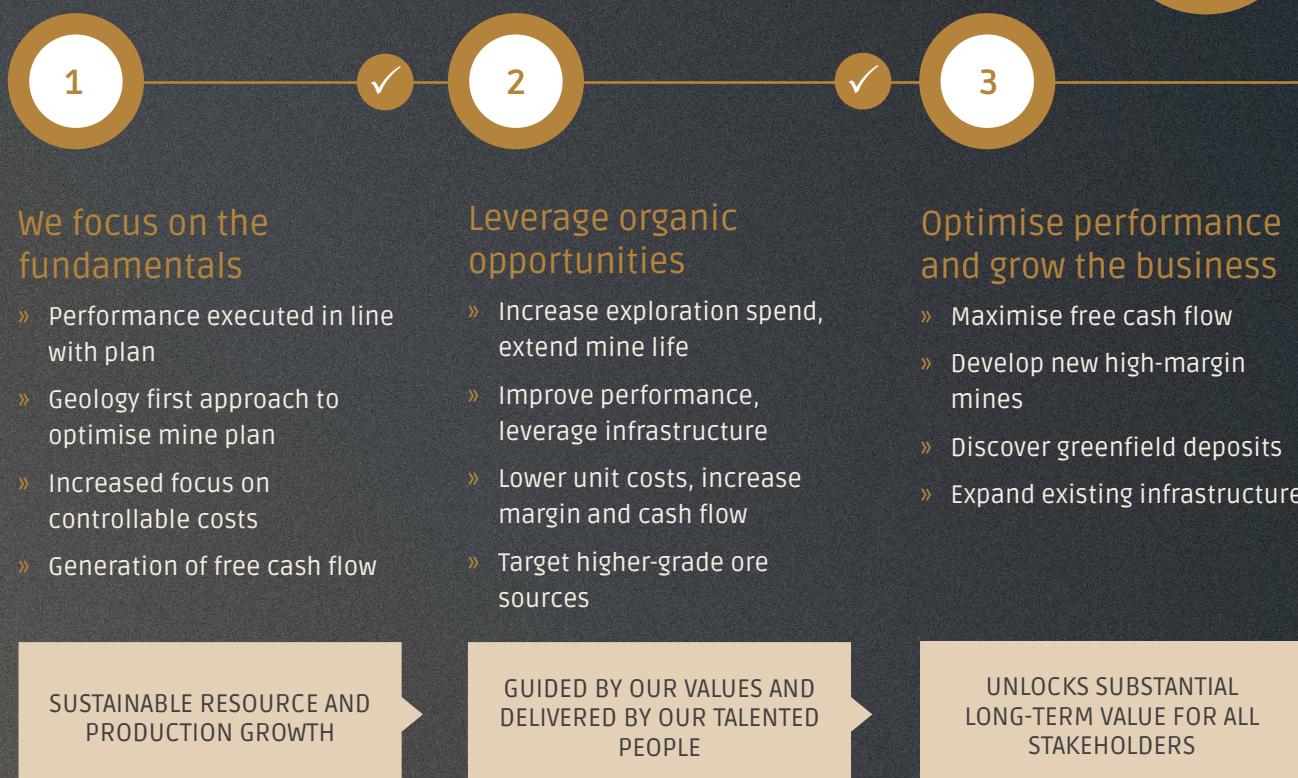 1
2
3
We focus on the
fundamentals
» Performance executed in line
with plan
» Geology first approach to
optimise mine plan
» Increased focus on
controllable costs
» Generation of free cash flow
SUSTAINABLE RESOURCE AND
PRODUCTION GROWTH
Leverage organic
opportunities
» Increase exploration spend,
extend mine life
» Improve performance,
leverage infrastructure
» Lower unit costs, increase
margin and cash flow
» Target higher-grade ore
sources
GUIDED BY OUR VALUES AND
DELIVERED BY OUR TALENTED
PEOPLE
Optimise performance
and grow the business
» Maximise free cash flow
» Develop new high-margin
mines
» Discover greenfield deposits
» Expand existing infrastructure
UNLOCKS SUBSTANTIAL
LONG-TERM VALUE FOR ALL
STAKEHOLDERS